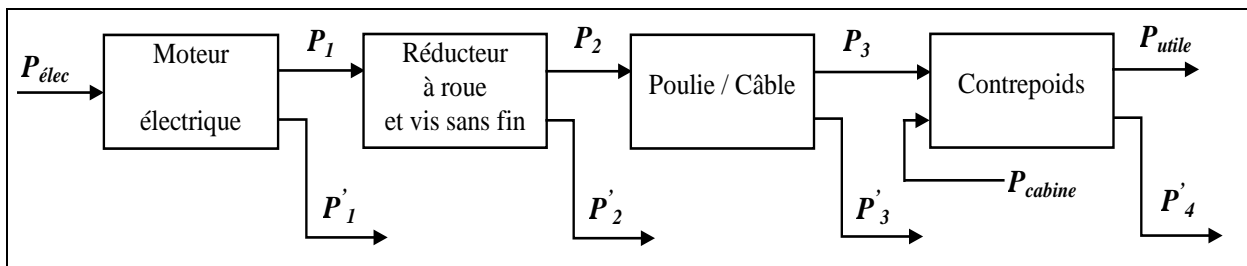 P_élec
Moteur
électrique
P_1
P'_1
Réducteur
à roue
et vis sans fin
P_2
P'_2
Poulie / Câble
P_3
P'_3
Contrepoids
P_cabine
P_utile
P'_4